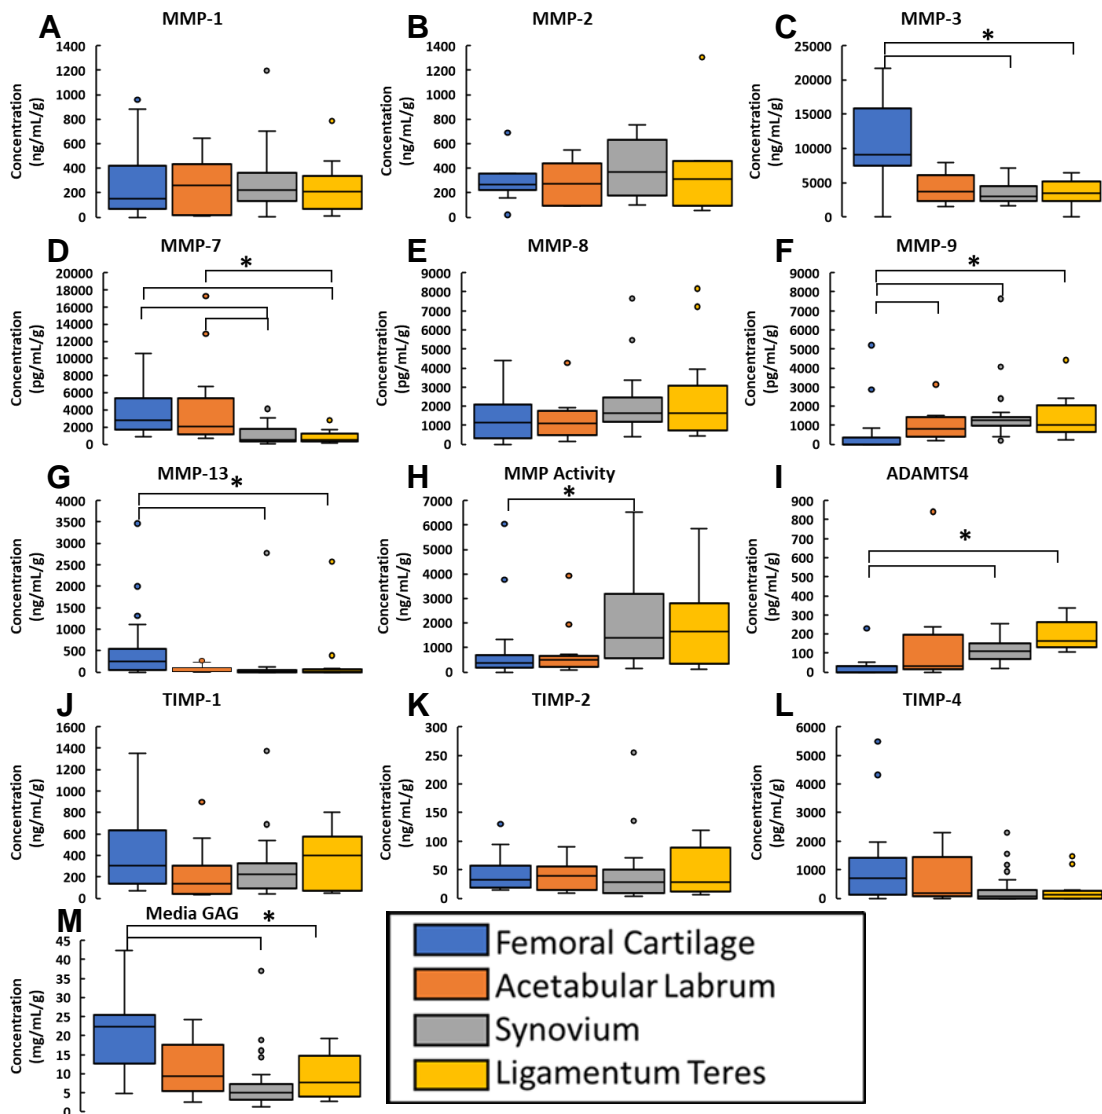 A
MMP-1
Concentration
(ng/mL/g)
1400
1200
1000
800
600
400
200
0
B
MMP-2
Concentation
(ng/mL/g)
1400
1200
1000
800
600
400
200
0
C
MMP-3
Concentration
(ng/mL/g)
25000
20000
15000
10000
5000
0
*
D
MMP-7
Concentration
(pg/mL/g)
20000
18000
16000
14000
12000
10000
8000
6000
4000
2000
0
*
E
MMP-8
Concentration
(pg/mL/g)
9000
8000
7000
6000
5000
4000
3000
2000
1000
0
F
MMP-9
Concentration
(pg/mL/g)
9000
8000
7000
6000
5000
4000
3000
2000
1000
0
*
G
MMP-13
Concentration
(ng/mL/g)
4000
3500
3000
2500
2000
1500
1000
500
0
*
H
MMP Activity
Concentration
(ng/mL/g)
7000
6000
5000
4000
3000
2000
1000
0
*
I
ADAMTS4
Concentration
(pg/mL/g)
900
800
700
600
500
400
300
200
100
0
*
J
TIMP-1
Concentration
(ng/mL/g)
1600
1400
1200
1000
800
600
400
200
0
K
TIMP-2
Concentration
(ng/mL/g)
300
250
200
150
100
50
0
L
TIMP-4
Concentration
(pg/mL/g)
6000
5000
4000
3000
2000
1000
0
M
Media GAG
Concentration
(mg/mL/g)
45
40
35
30
25
20
15
10
5
0
*
Femoral Cartilage
Acetabular Labrum
Synovium
Ligamentum Teres